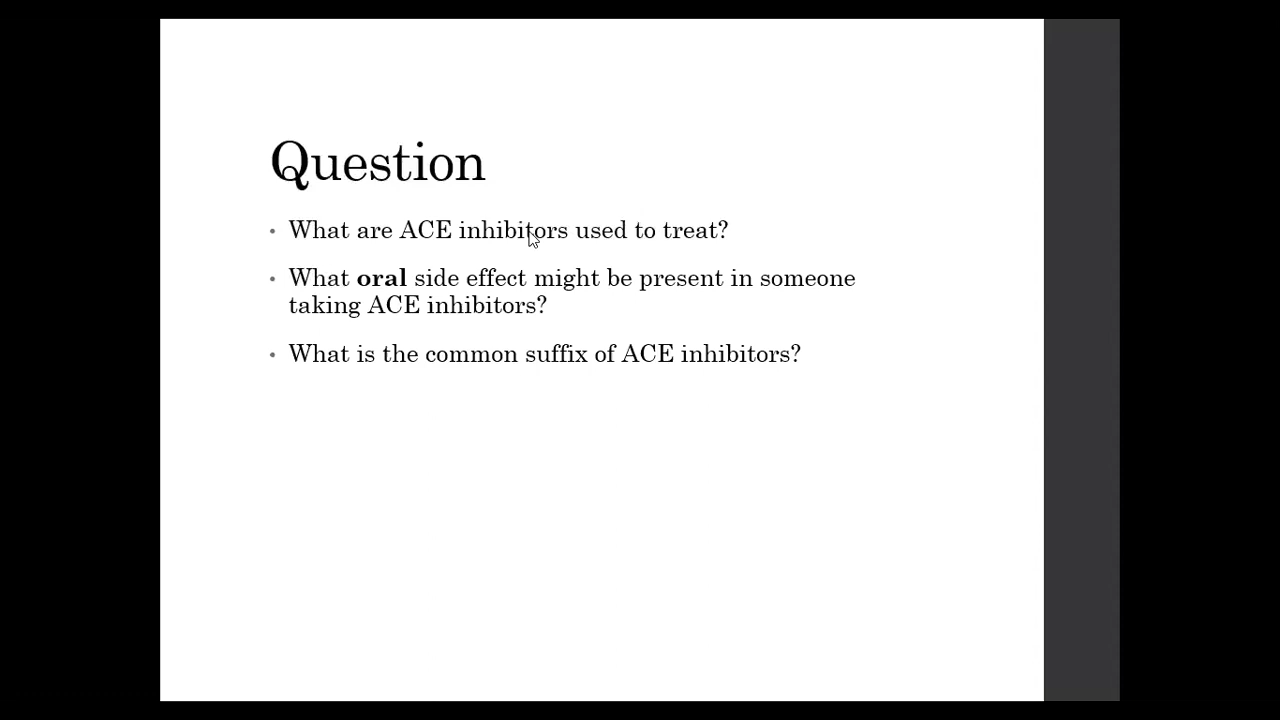 Question
• What are ACE inhibitors used to treat?
• What oral side effect might be present in someone
taking ACE inhibitors?
• What is the common suffix of ACE inhibitors?